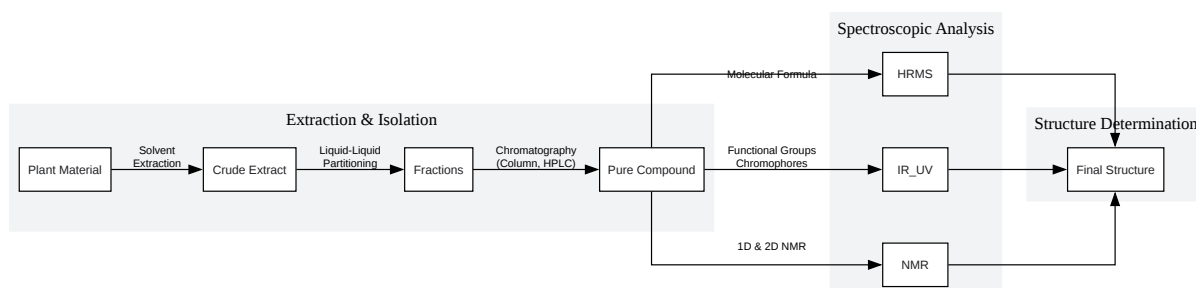 Spectroscopic Analysis
Molecular Formula
HRMS
Extraction & Isolation
Structure Determination
Plant Material
Solvent
Extraction
Crude Extract
Liquid-Liquid
Partitioning
Fractions
Chromatography
(Column, HPLC)
Pure Compound
Functional Groups
Chromophores
IR_UV
Final Structure
1D & 2D NMR
NMR